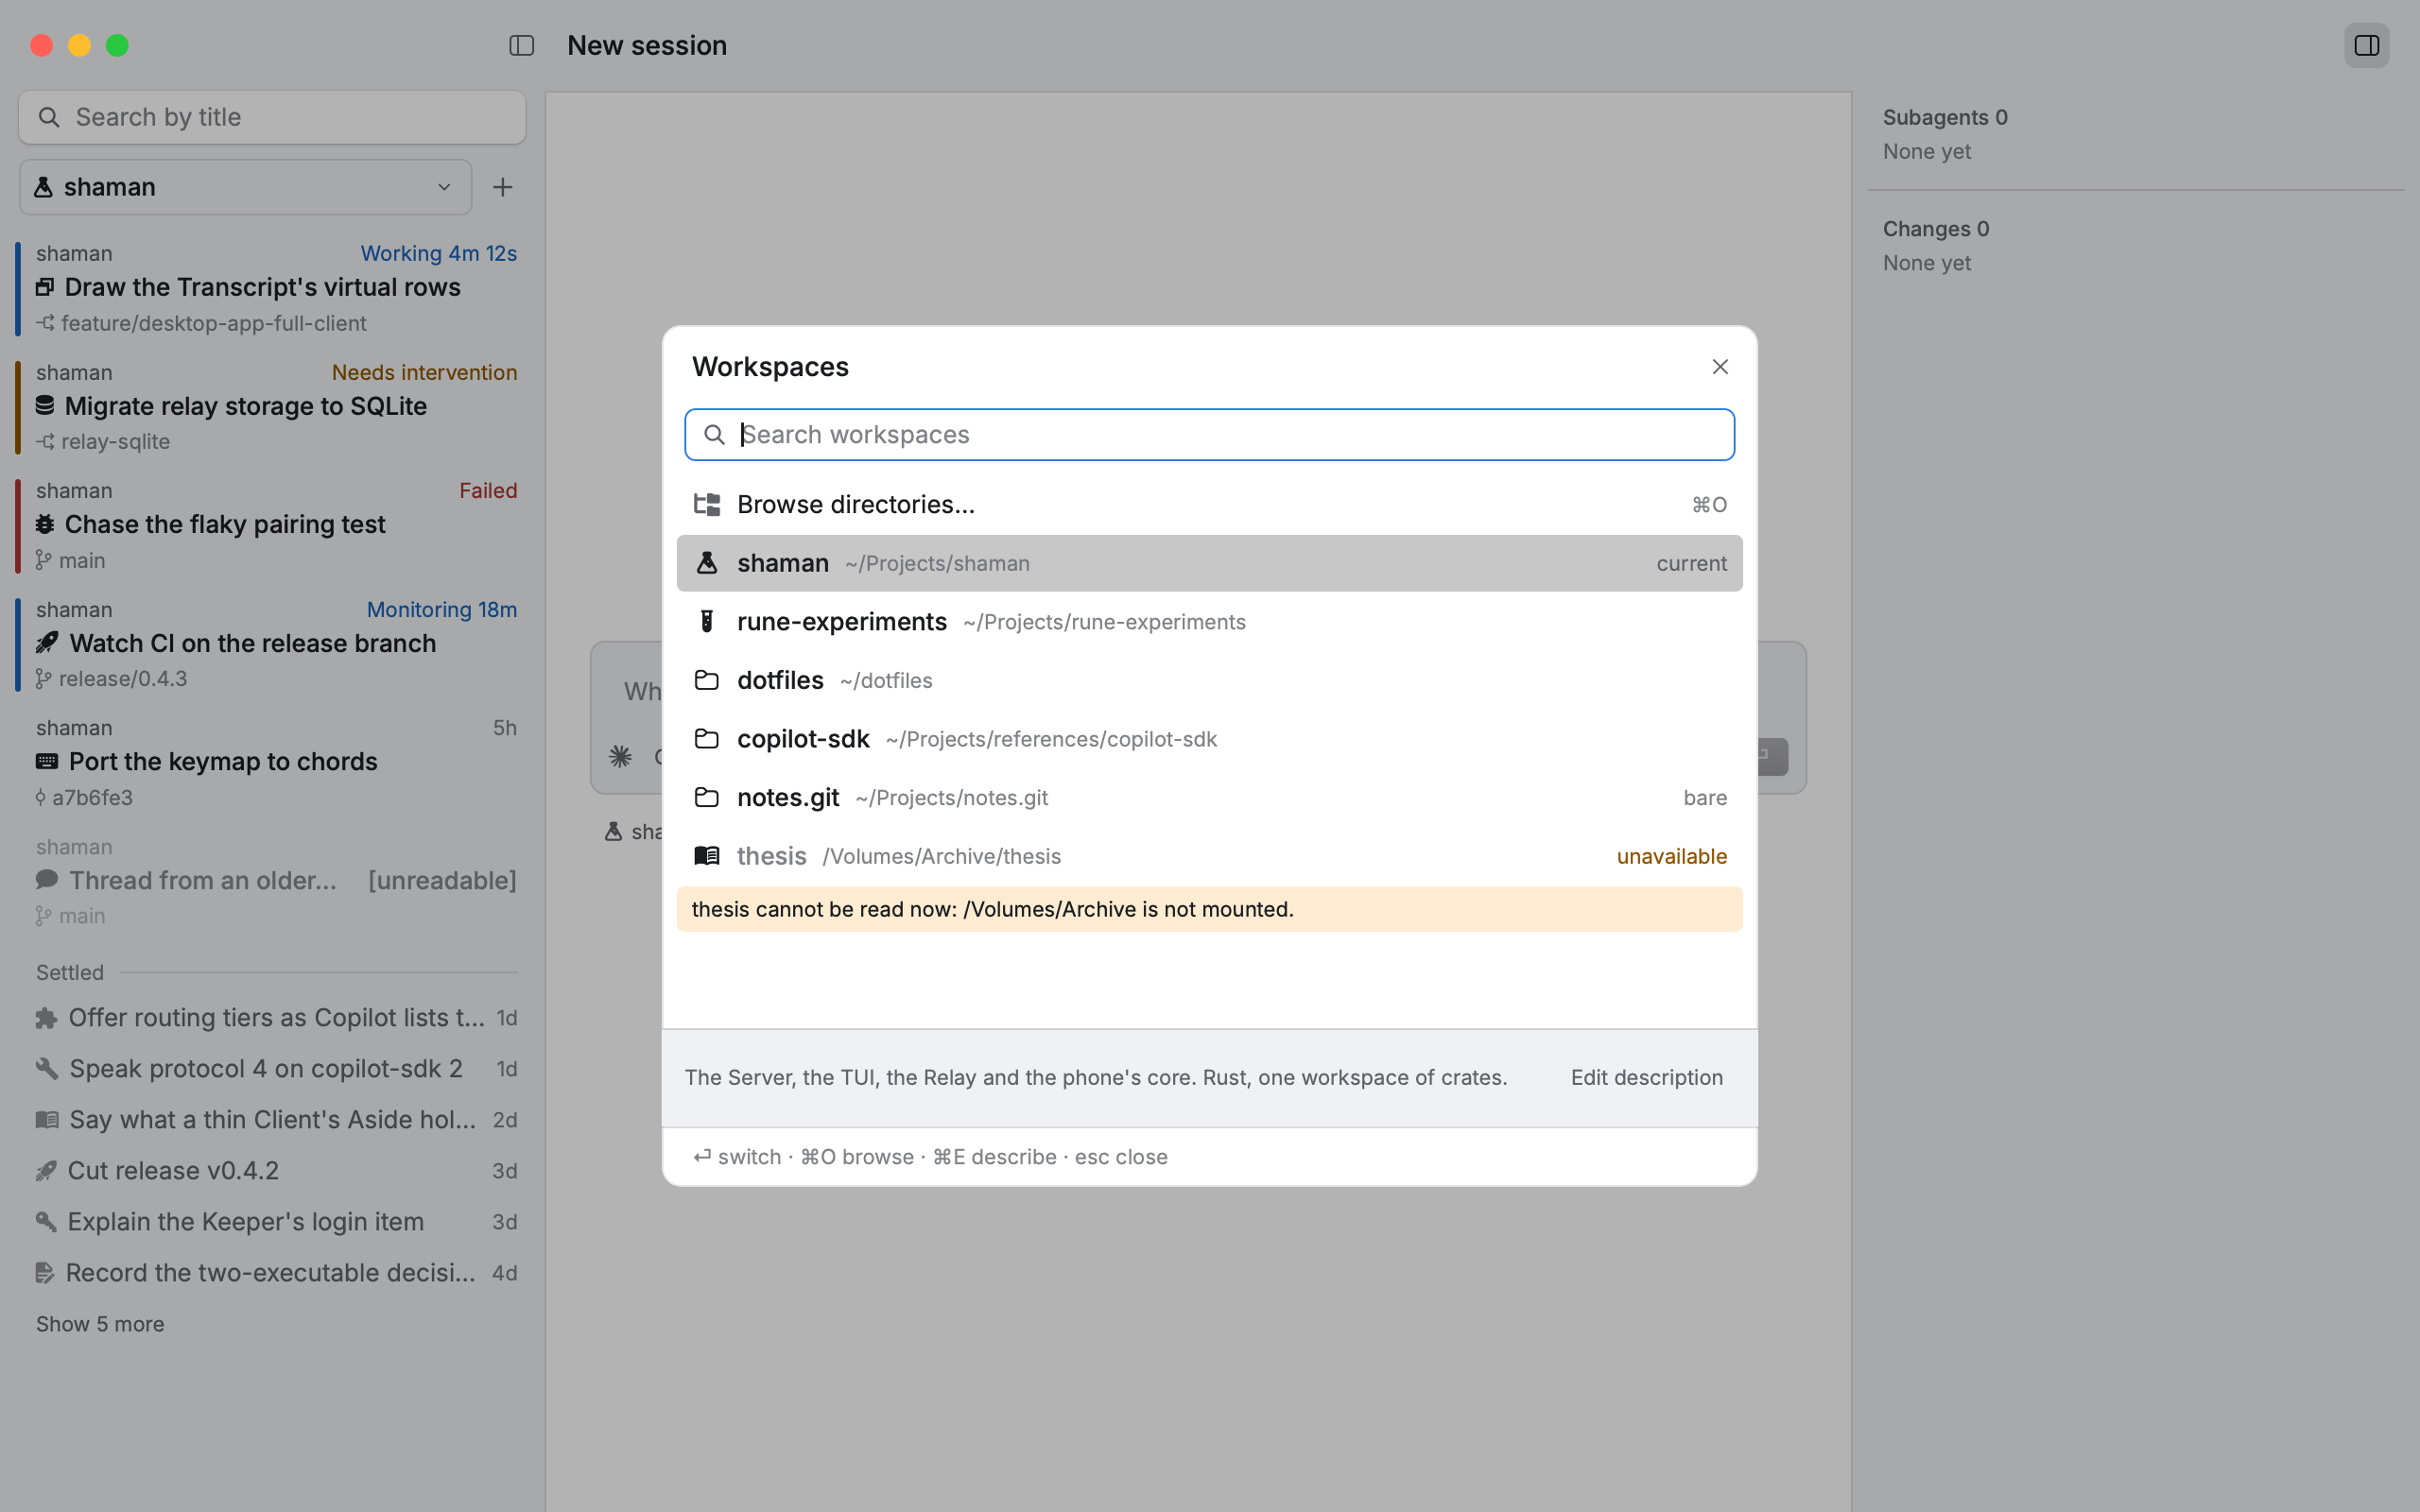 New session
Search by title
shaman
shaman Working 4m 12s
Draw the Transcript's virtual rows
feature/desktop-app-full-client
shaman Needs intervention
Migrate relay storage to SQLite
relay-sqlite
shaman Failed
Chase the flaky pairing test
main
shaman Monitoring 18m
Watch CI on the release branch
release/0.4.3
shaman 5h
Port the keymap to chords
a7b6fe3
shaman
Thread from an older... [unreadable]
main
Settled
Offer routing tiers as Copilot lists t... 1d
Speak protocol 4 on copilot-sdk 2 1d
Say what a thin Client's Aside hol... 2d
Cut release v0.4.2 3d
Explain the Keeper's login item 3d
Record the two-executable decisi... 4d
Show 5 more
Wh
sha
Workspaces
Search workspaces
Browse directories... ⌘O
shaman ~/Projects/shaman current
rune-experiments ~/Projects/rune-experiments
dotfiles ~/dotfiles
copilot-sdk ~/Projects/references/copilot-sdk
notes.git ~/Projects/notes.git bare
thesis /Volumes/Archive/thesis unavailable
thesis cannot be read now: /Volumes/Archive is not mounted.
The Server, the TUI, the Relay and the phone's core. Rust, one workspace of crates. Edit description
⏎ switch · ⌘O browse · ⌘E describe · esc close
Subagents 0
None yet
Changes 0
None yet